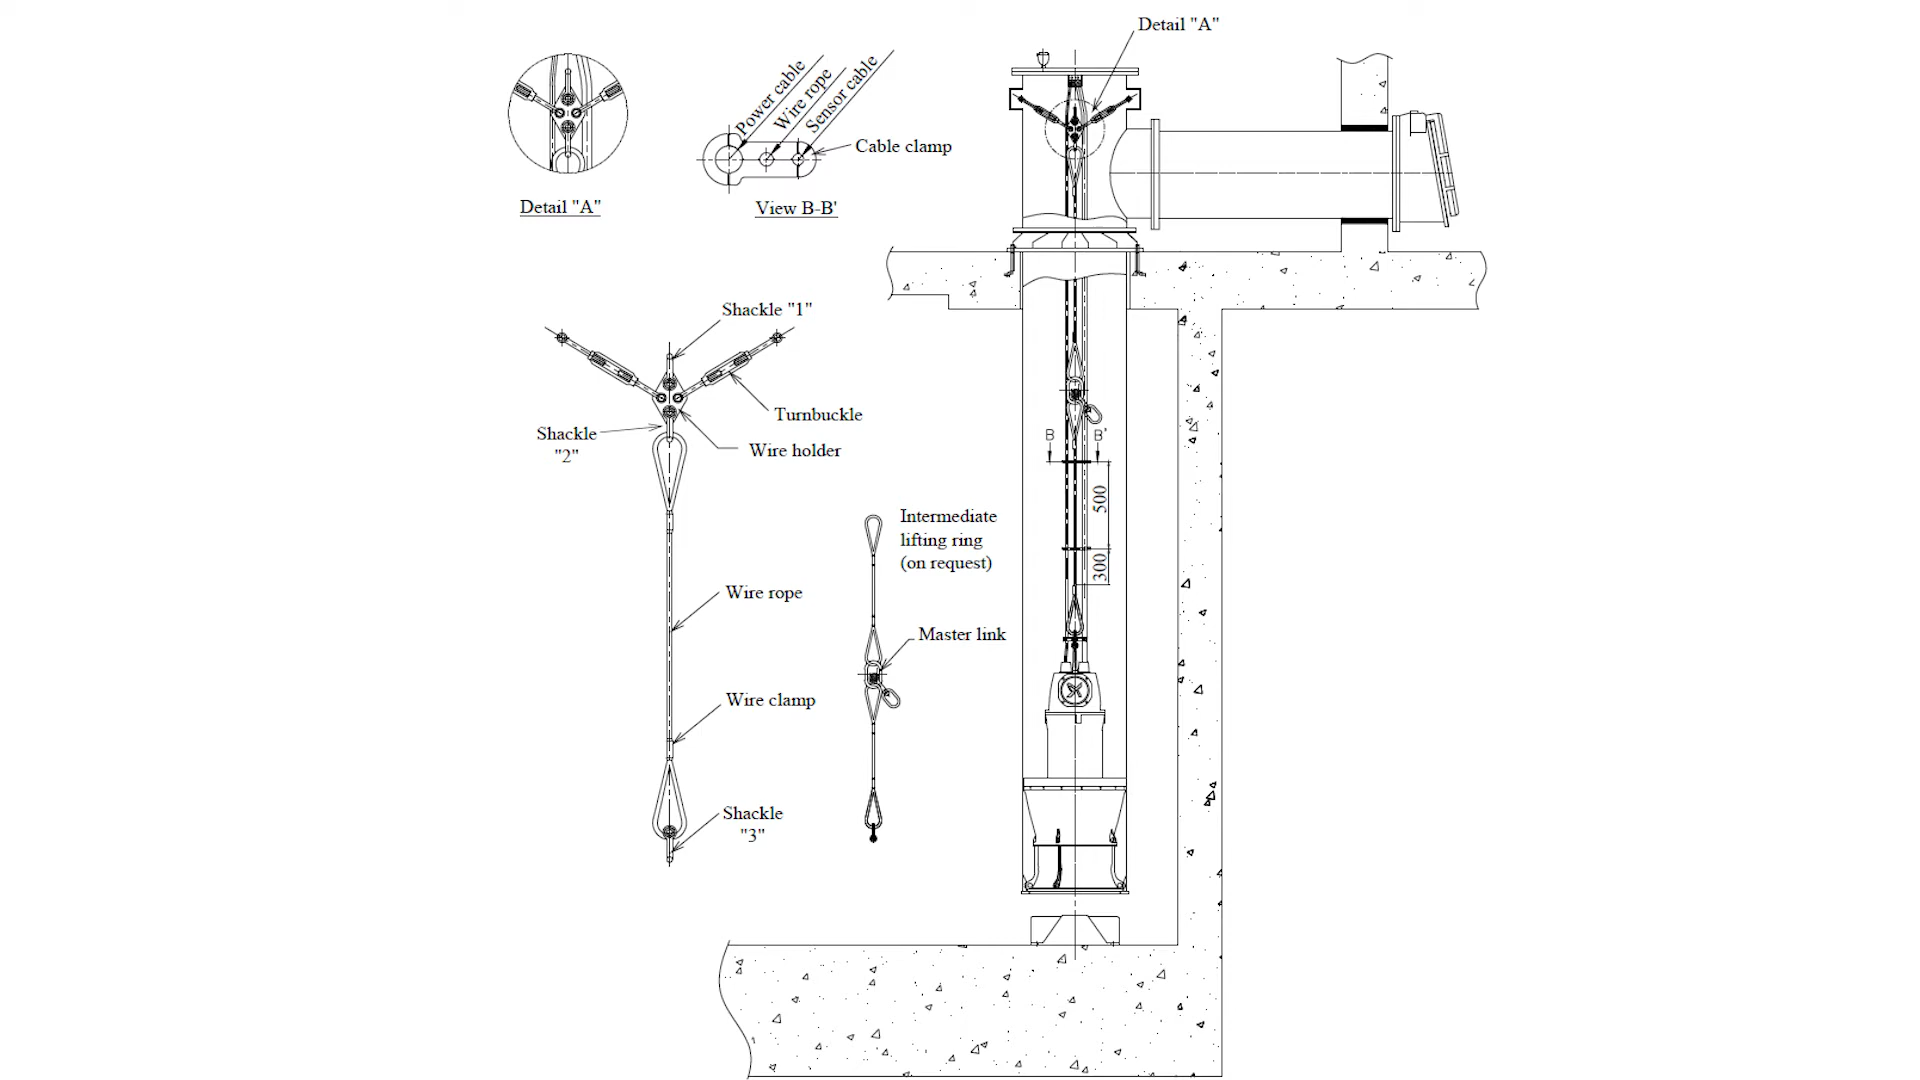 Detail "A"
Power cable
Wire rope
Sensor cable
Cable clamp
Detail "A"
View B-B'
Shackle "1"
Turnbuckle
Shackle
"2"
Wire holder
B
B'
500
300
Intermediate
lifting ring
(on request)
Wire rope
Master link
Wire clamp
Shackle
"3"